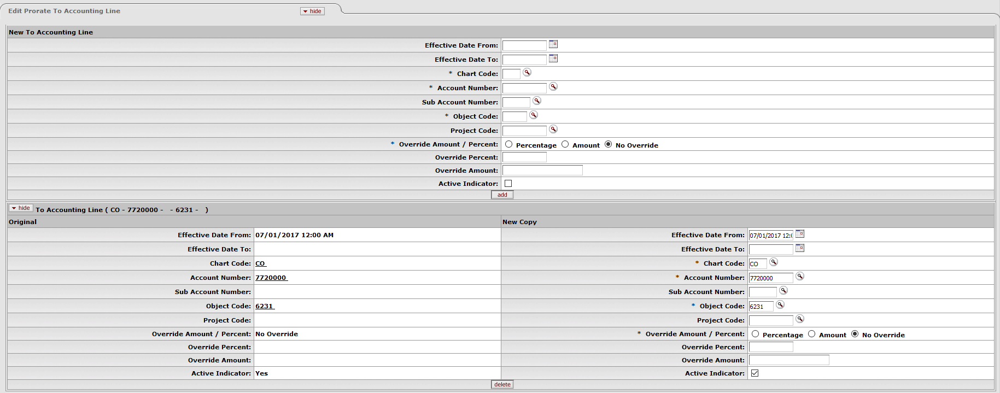 Edit Prorate To Accounting Line hide
New To Accounting Line
Effective Date From:
Effective Date To:
* Chart Code:
* Account Number:
Sub Account Number:
* Object Code:
Project Code:
* Override Amount / Percent: Percentage Amount No Override
Override Percent:
Override Amount:
Active Indicator:
add
hide To Accounting Line ( CO - 7720000 - - 6231 - )
Original New Copy
Effective Date From: 07/01/2017 12:00 AM Effective Date From: 07/01/2017 12:
Effective Date To: Effective Date To:
Chart Code: CO * Chart Code: CO
Account Number: 7720000 * Account Number: 7720000
Sub Account Number: Sub Account Number:
Object Code: 6231 * Object Code: 6231
Project Code: Project Code:
Override Amount / Percent: No Override * Override Amount / Percent: Percentage Amount No Override
Override Percent: Override Percent:
Override Amount: Override Amount:
Active Indicator: Yes Active Indicator:
delete